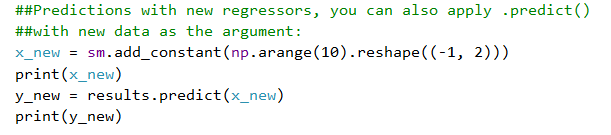 ##Predictions with new regressors, you can also apply .predict()
##with new data as the argument:
x_new = sm.add_constant(np.arange(10).reshape((-1, 2)))
print(x_new)
y_new = results.predict(x_new)
print(y_new)